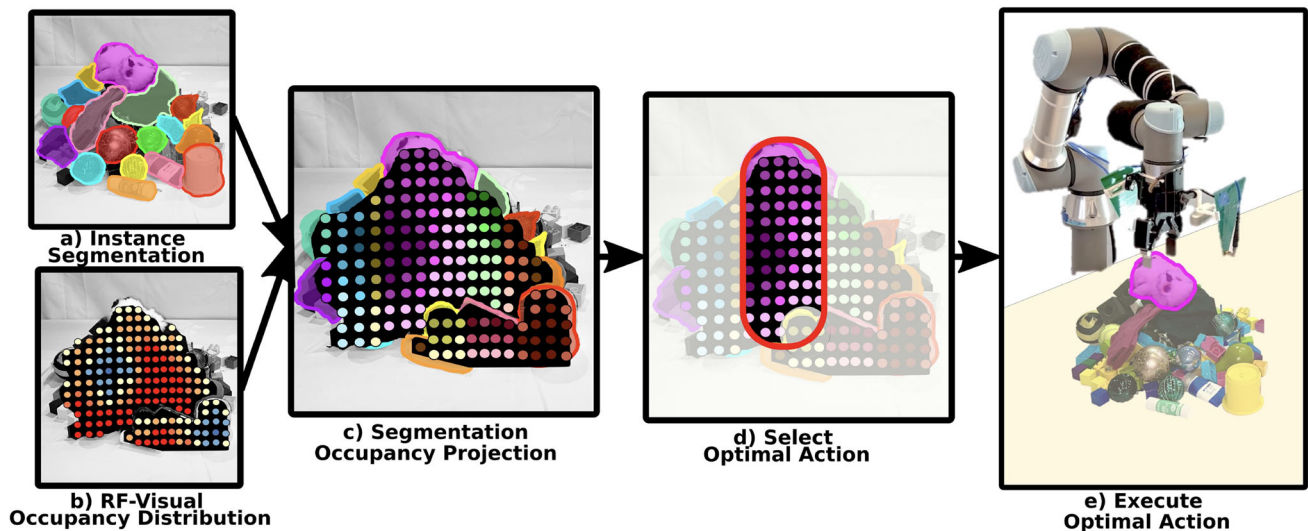 a) Instance
Segmentation
b) RF-Visual
Occupancy Distribution
c) Segmentation
Occupancy Projection
d) Select
Optimal Action
e) Execute
Optimal Action